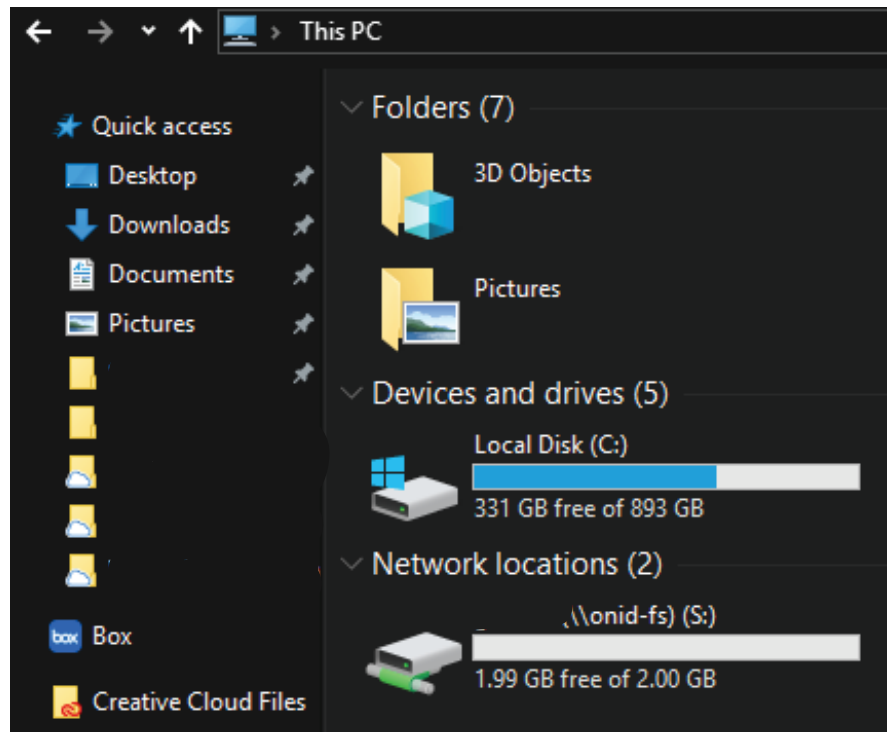 This PC
Quick access
Desktop
Downloads
Documents
Pictures
box Box
Creative Cloud Files
Folders (7)
3D Objects
Pictures
Devices and drives (5)
Local Disk (C:)
331 GB free of 893 GB
Network locations (2)
(\\onid-fs) (S:)
1.99 GB free of 2.00 GB